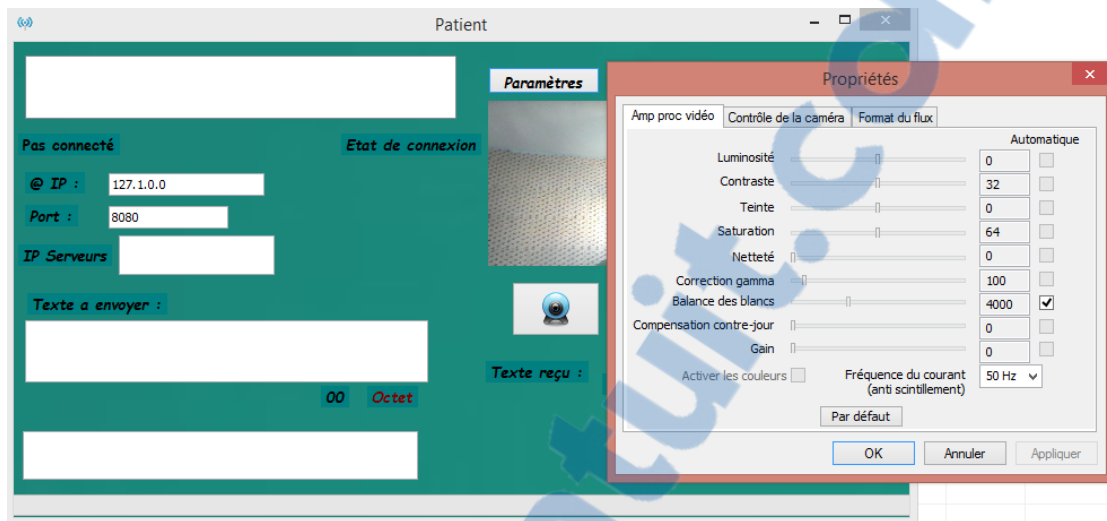 Patient
Paramètres
Pas connecté
Etat de connexion
@ IP :
127.1.0.0
Port :
8080
IP Serveurs
Texte a envoyer :
Texte reçu :
00 Octet
Propriétés
Amp proc vidéo Contrôle de la caméra Format du flux
Automatique
Luminosité 0
Contraste 32
Teinte 0
Saturation 64
Netteté 0
Correction gamma 100
Balance des blancs 4000
Compensation contre-jour 0
Gain 0
Activer les couleurs Fréquence du courant 50 Hz
(anti scintillement)
Par défaut
OK Annuler Appliquer